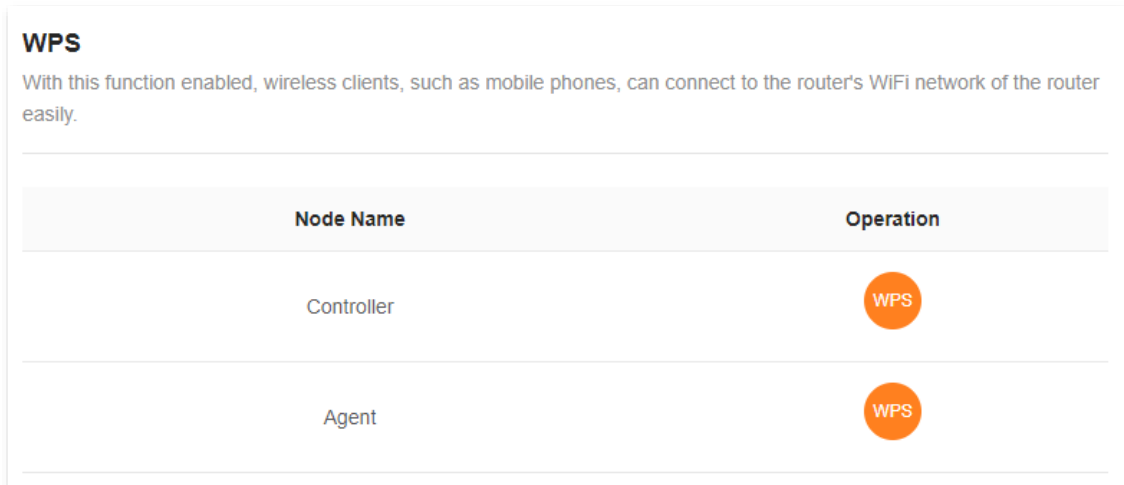 WPS
With this function enabled, wireless clients, such as mobile phones, can connect to the router's WiFi network of the router
easily.
Node Name Operation
Controller WPS
Agent WPS